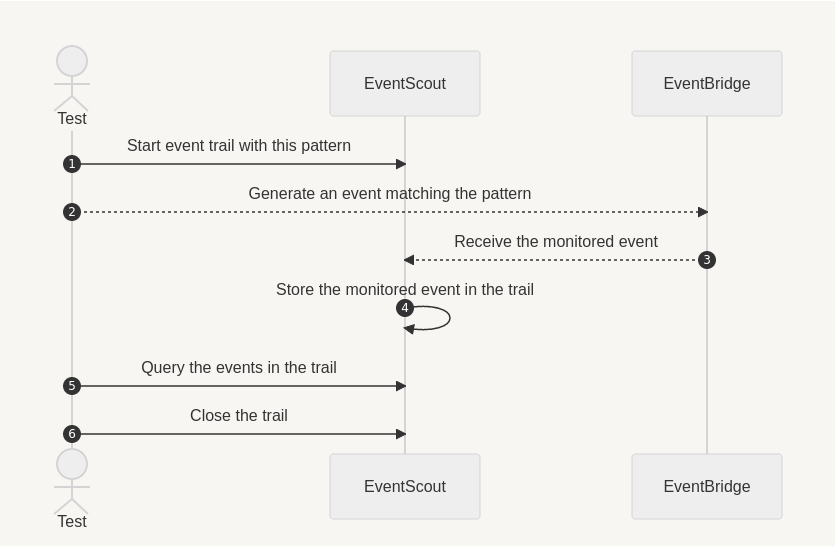 Test
EventScout
EventBridge
Start event trail with this pattern
1
Generate an event matching the pattern
2
Receive the monitored event
3
Store the monitored event in the trail
4
Query the events in the trail
5
Close the trail
6
Test
EventScout
EventBridge